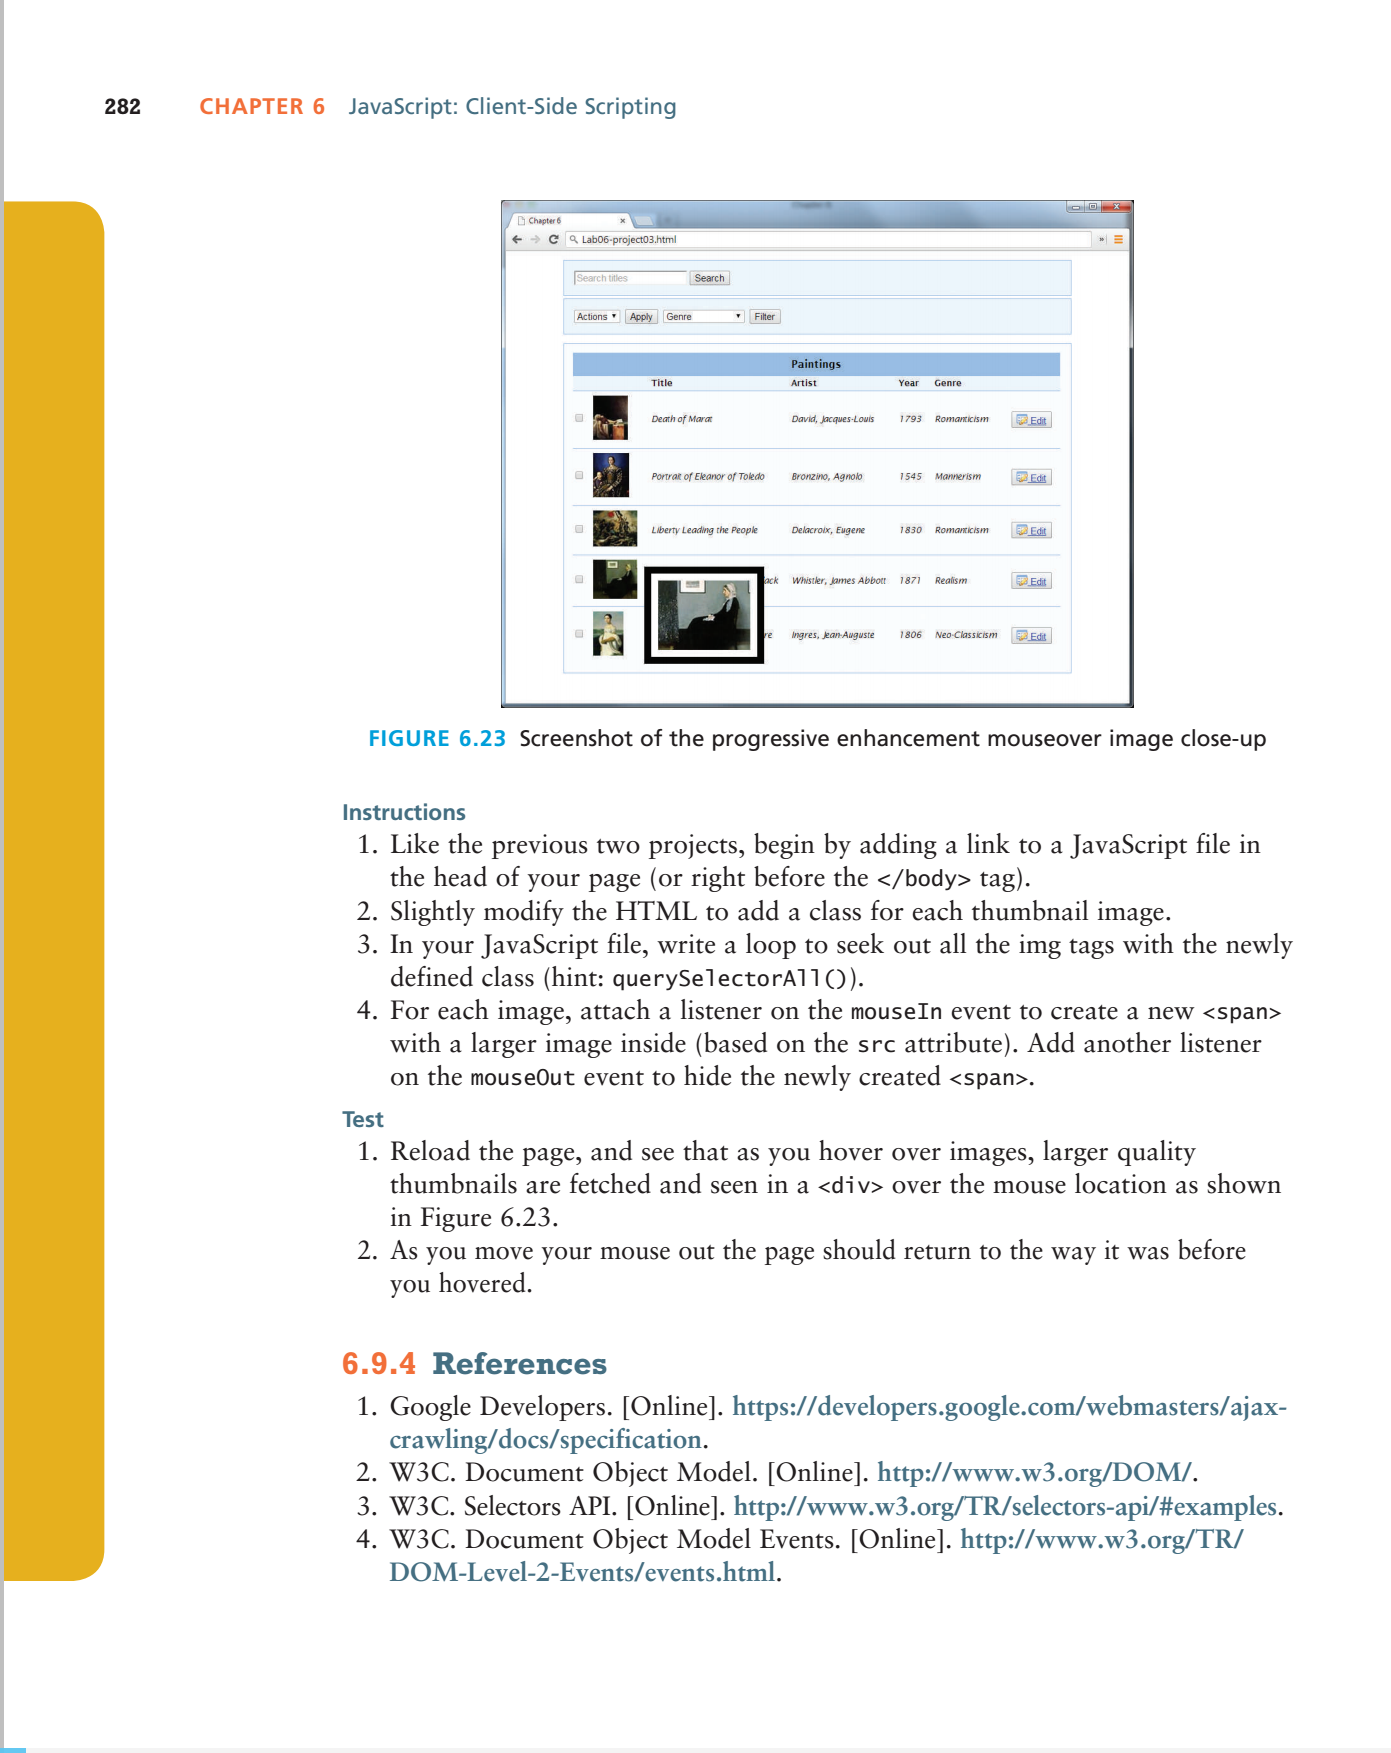 282 CHAPTER 6 JavaScript: Client-Side Scripting
Chapter 6
Lab06-project03.html
Search titles Search
Actions Apply Genre Filter
Paintings
Title Artist Year Genre
Death of Marat David, Jacques-Louis 1793 Romanticism Edit
Portrait of Eleanor of Toledo Bronzino, Agnolo 1545 Mannerism Edit
Liberty Leading the People Delacroix, Eugene 1830 Romanticism Edit
ack Whistler, James Abbott 1871 Realism Edit
re Ingres, Jean-Auguste 1806 Neo-Classicism Edit
FIGURE 6.23 Screenshot of the progressive enhancement mouseover image close-up
Instructions
1. Like the previous two projects, begin by adding a link to a JavaScript file in
the head of your page (or right before the </body> tag).
2. Slightly modify the HTML to add a class for each thumbnail image.
3. In your JavaScript file, write a loop to seek out all the img tags with the newly
defined class (hint: querySelectorAll()).
4. For each image, attach a listener on the mouseIn event to create a new <span>
with a larger image inside (based on the src attribute). Add another listener
on the mouseOut event to hide the newly created <span>.
Test
1. Reload the page, and see that as you hover over images, larger quality
thumbnails are fetched and seen in a <div> over the mouse location as shown
in Figure 6.23.
2. As you move your mouse out the page should return to the way it was before
you hovered.
6.9.4 References
1. Google Developers. [Online]. https://developers.google.com/webmasters/ajax-
crawling/docs/specification.
2. W3C. Document Object Model. [Online]. http://www.w3.org/DOM/.
3. W3C. Selectors API. [Online]. http://www.w3.org/TR/selectors-api/#examples.
4. W3C. Document Object Model Events. [Online]. http://www.w3.org/TR/
DOM-Level-2-Events/events.html.